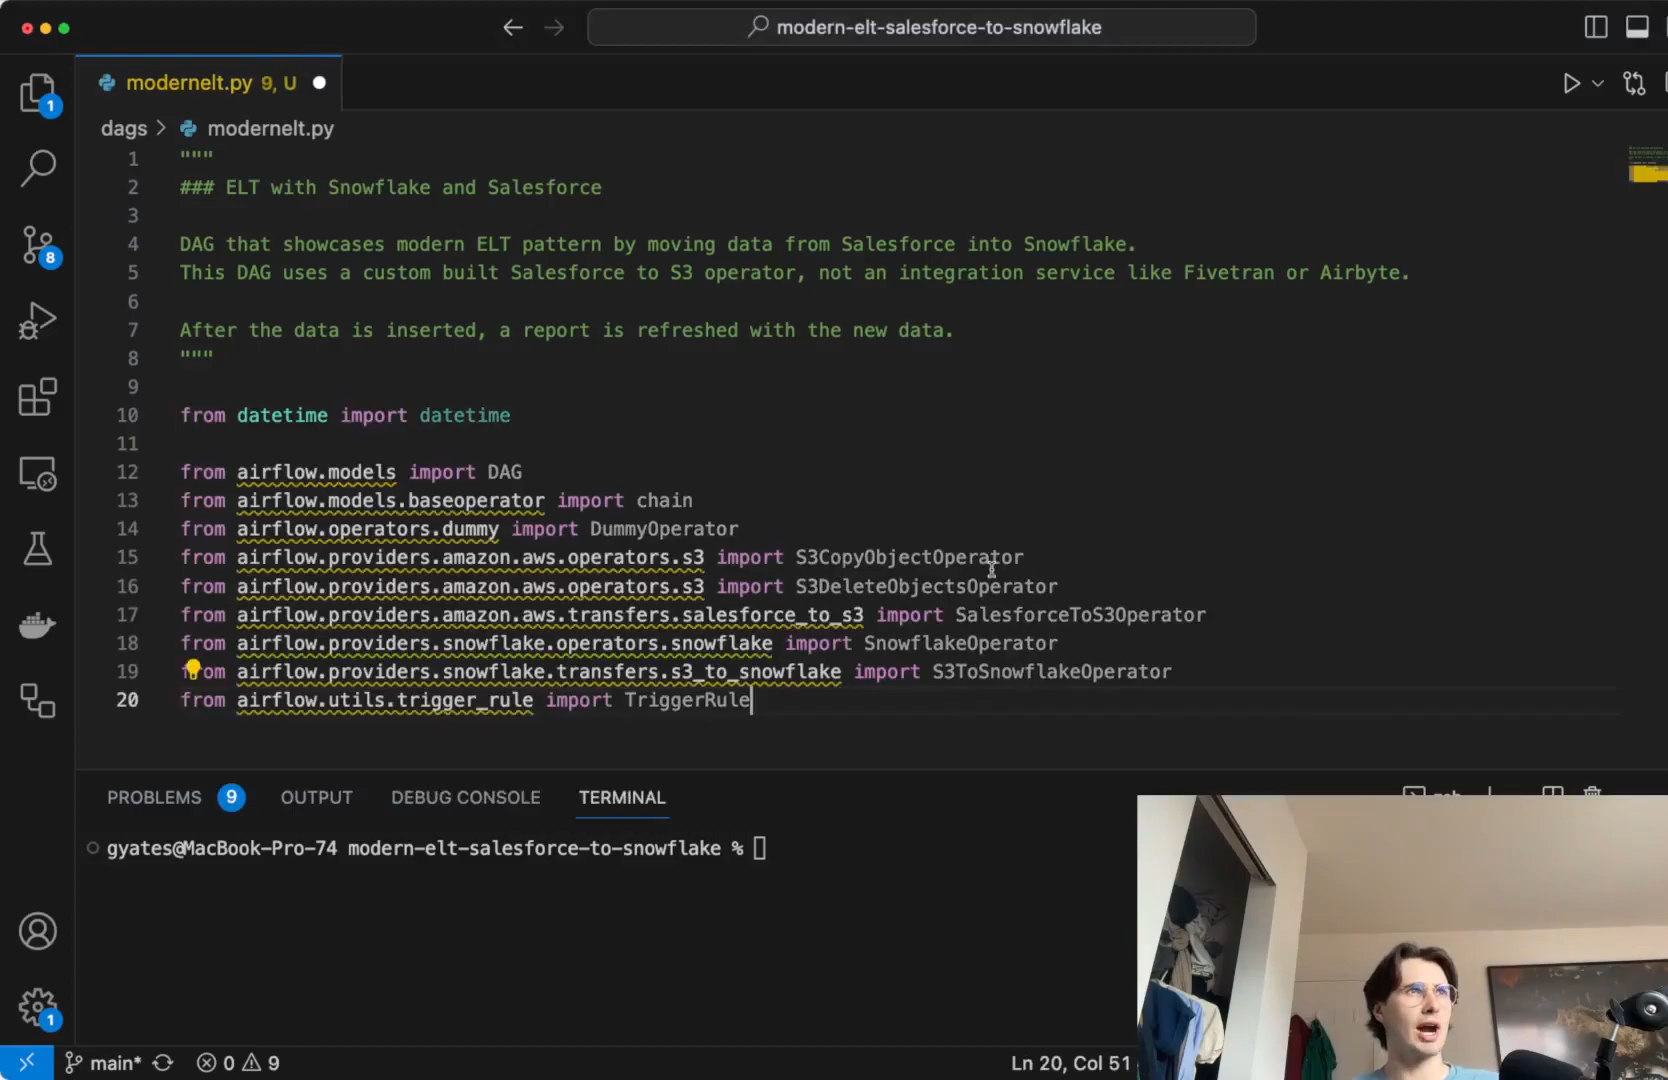 modern-elt-salesforce-to-snowflake
modernelt.py 9, U
1
dags > modernelt.py
1 """
2 ### ELT with Snowflake and Salesforce
3
4 DAG that showcases modern ELT pattern by moving data from Salesforce into Snowflake.
5 This DAG uses a custom built Salesforce to S3 operator, not an integration service like Fivetran or Airbyte.
6
7 After the data is inserted, a report is refreshed with the new data.
8 """
9
10 from datetime import datetime
11
12 from airflow.models import DAG
13 from airflow.models.baseoperator import chain
14 from airflow.operators.dummy import DummyOperator
15 from airflow.providers.amazon.aws.operators.s3 import S3CopyObjectOperator
16 from airflow.providers.amazon.aws.operators.s3 import S3DeleteObjectsOperator
17 from airflow.providers.amazon.aws.transfers.salesforce_to_s3 import SalesforceToS3Operator
18 from airflow.providers.snowflake.operators.snowflake import SnowflakeOperator
19 from airflow.providers.snowflake.transfers.s3_to_snowflake import S3ToSnowflakeOperator
20 from airflow.utils.trigger_rule import TriggerRule
8
PROBLEMS 9 OUTPUT DEBUG CONSOLE TERMINAL
gyates@MacBook-Pro-74 modern-elt-salesforce-to-snowflake %
1
main* 0 9 Ln 20, Col 51